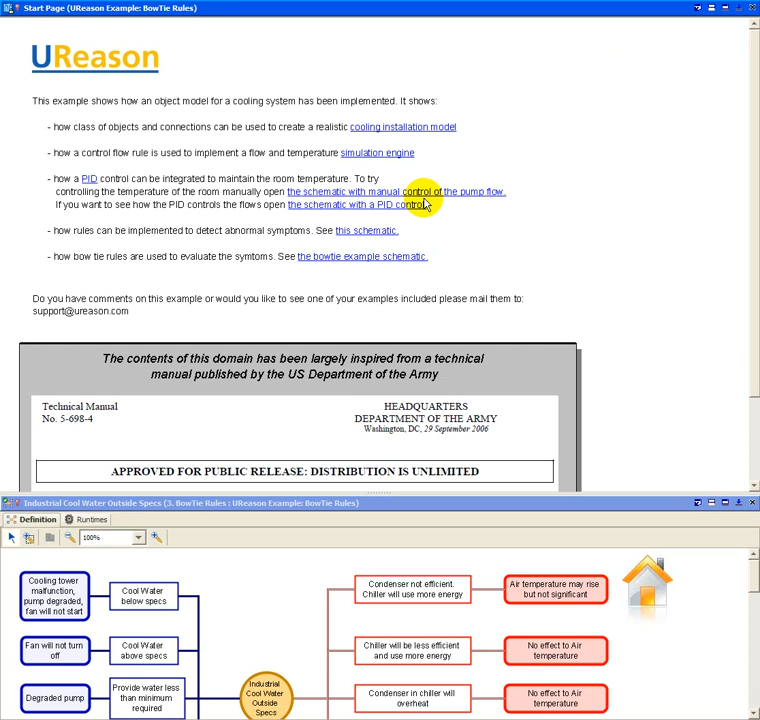 Start Page (UReason Example: BowTie Rules)
UReason
This example shows how an object model for a cooling system has been implemented. It shows:
- how class of objects and connections can be used to create a realistic cooling installation model
- how a control flow rule is used to implement a flow and temperature simulation engine
- how a PID control can be integrated to maintain the room temperature. To try
controlling the temperature of the room manually open the schematic with manual control of the pump flow.
If you want to see how the PID controls the flows open the schematic with a PID control.
- how rules can be implemented to detect abnormal symptoms. See this schematic.
- how bow tie rules are used to evaluate the symtoms. See the bowtie example schematic.
Do you have comments on this example or would you like to see one of your examples included please mail them to:
support@ureason.com
The contents of this domain has been largely inspired from a technical
manual published by the US Department of the Army
Technical Manual
No. 5-698-4
HEADQUARTERS
DEPARTMENT OF THE ARMY
Washington, DC, 29 September 2006
APPROVED FOR PUBLIC RELEASE: DISTRIBUTION IS UNLIMITED
Industrial Cool Water Outside Specs (3. BowTie Rules : UReason Example: BowTie Rules)
Definition
Runtimes
100%
Cooling tower
malfunction,
pump degraded,
fan will not start
Cool Water
below specs
Condenser not efficient.
Chiller will use more energy
Air temperature may rise
but not significant
Fan will not turn
off
Cool Water
above specs
Chiller will be less efficient
and use more energy
No effect to Air
temperature
Degraded pump
Provide water less
than minimum
required
Industrial
Cool Water
Outside
Specs
Condenser in chiller will
overheat
No effect to Air
temperature